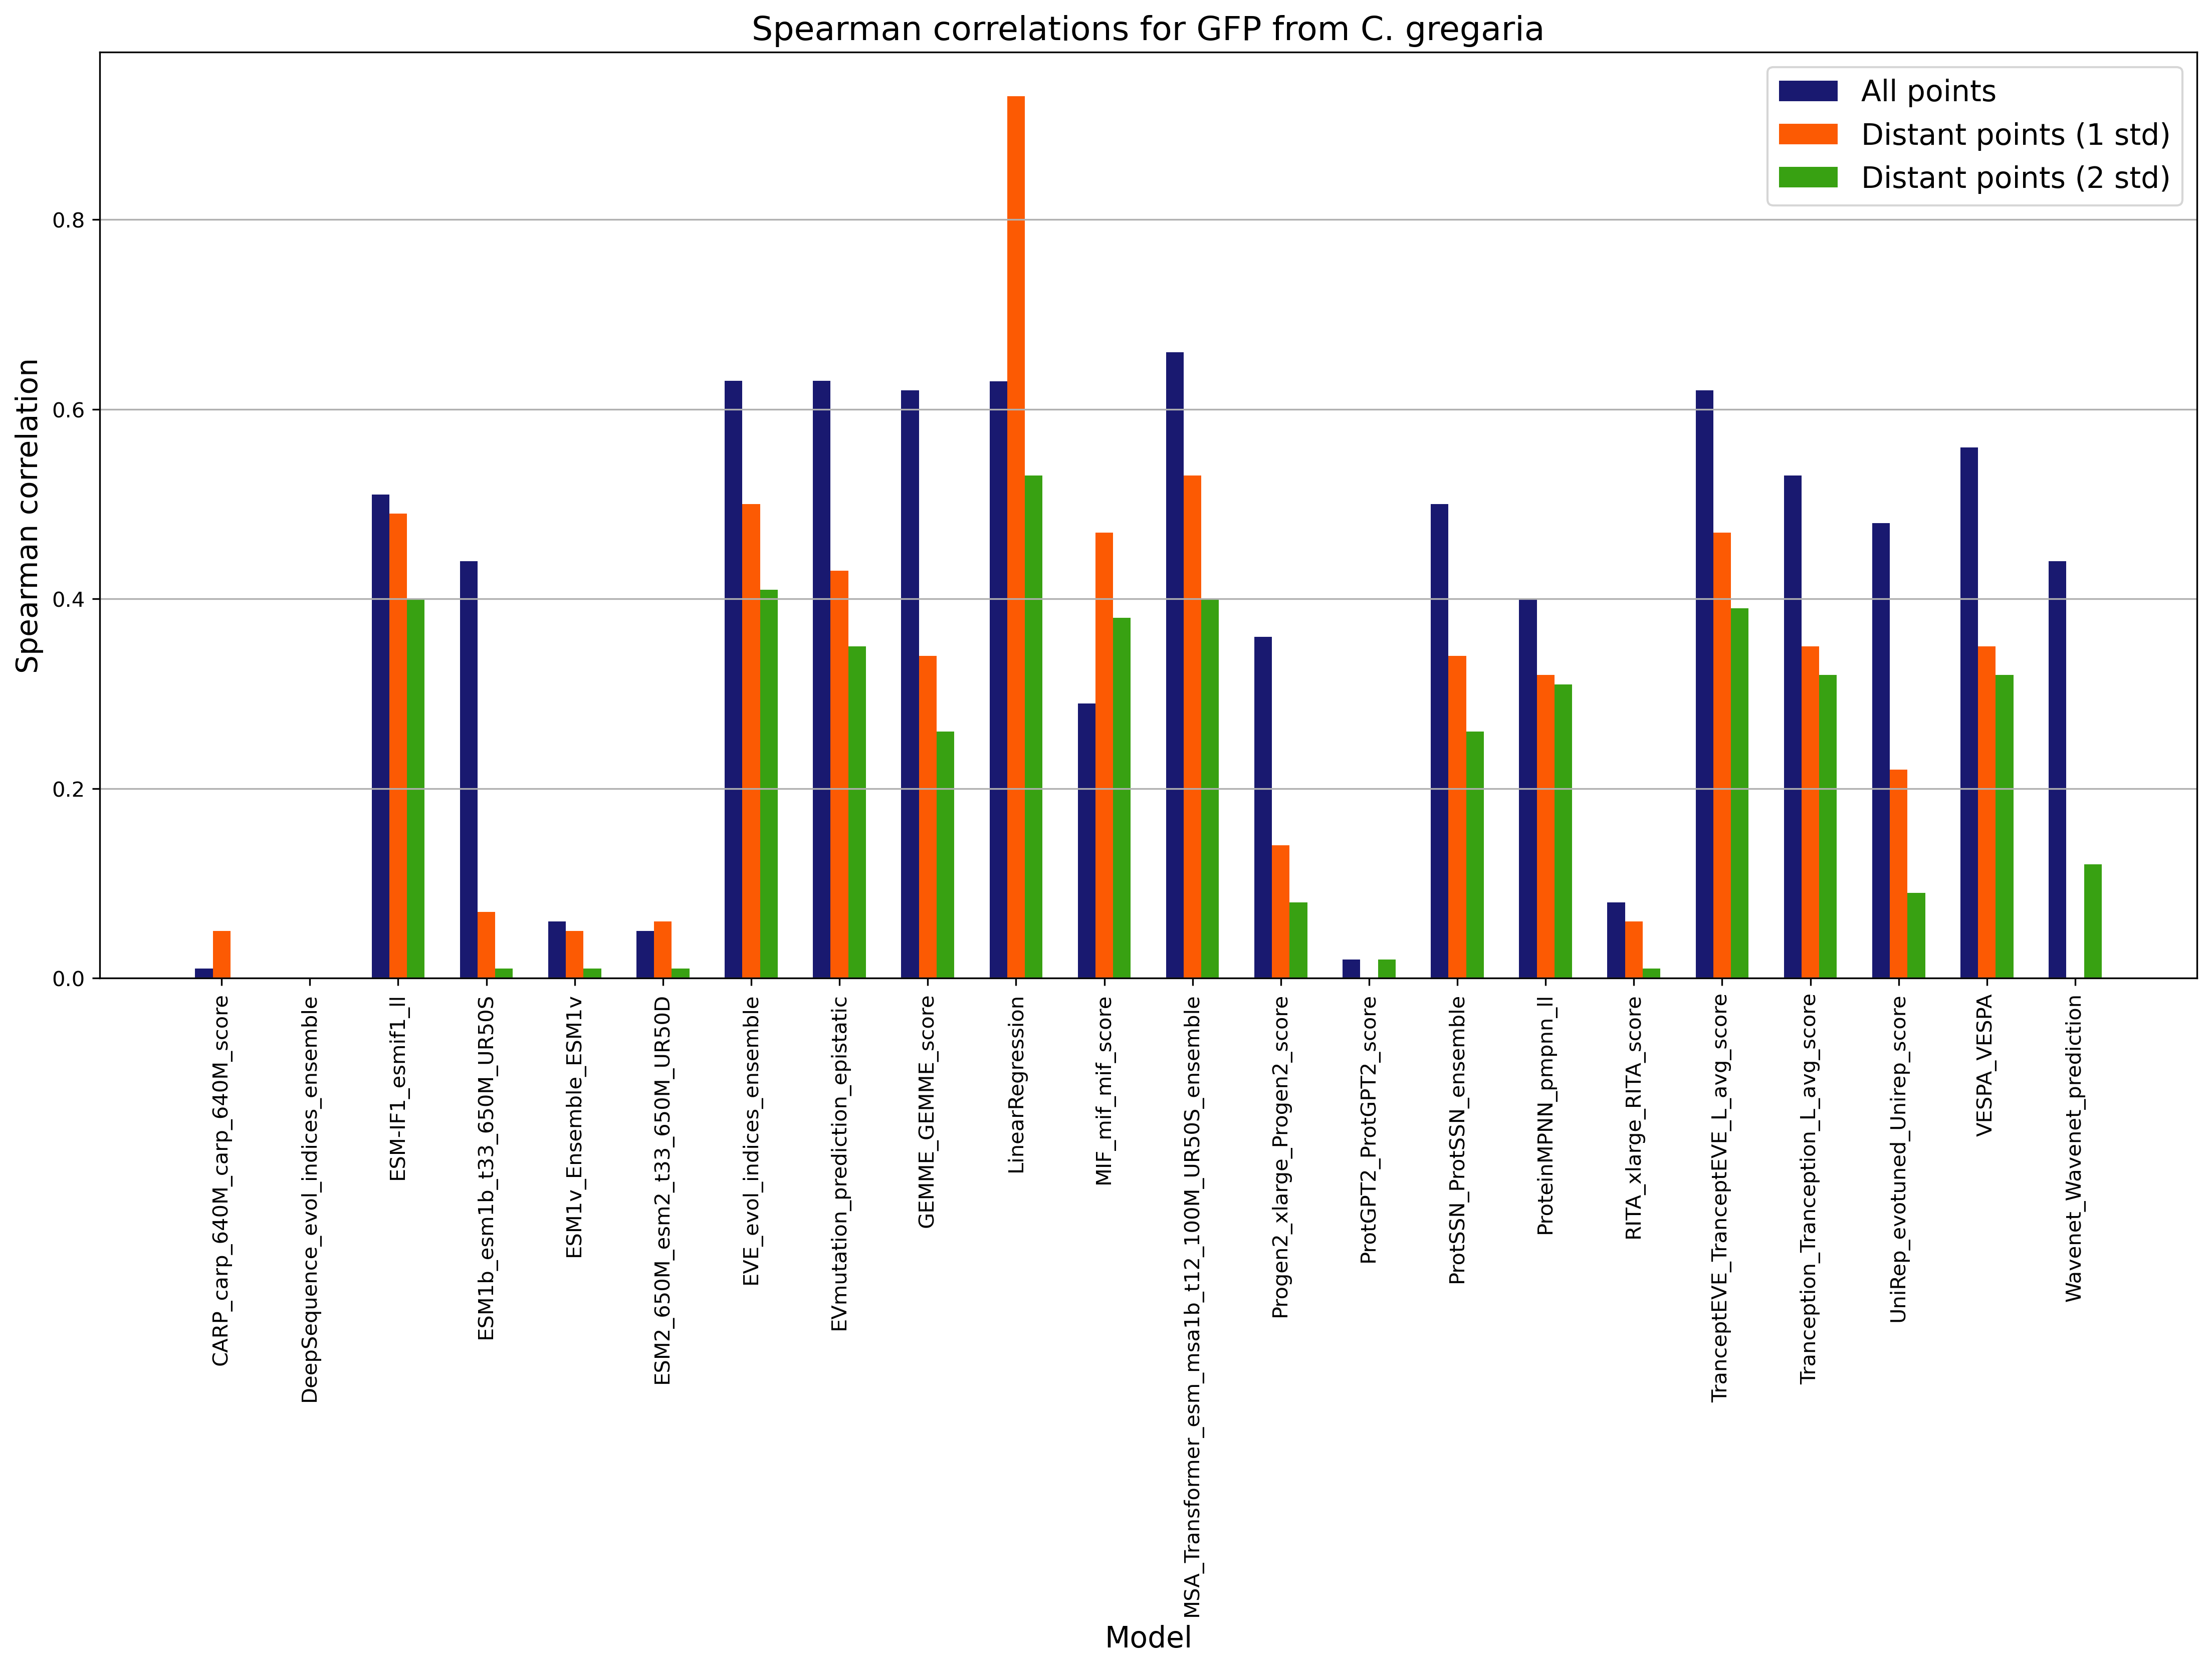 Spearman correlations for GFP from C. gregaria
All points
Distant points (1 std)
Distant points (2 std)
Spearman correlation
0.8
0.6
0.4
0.2
0.0
CARP_carp_640M_carp_640M_score
DeepSequence_evol_indices_ensemble
ESM-IF1_esmif1_ll
ESM1b_esm1b_t33_650M_UR50S
ESM1v_Ensemble_ESM1v
ESM2_650M_esm2_t33_650M_UR50D
EVE_evol_indices_ensemble
EVmutation_prediction_epistatic
GEMME_GEMME_score
LinearRegression
MIF_mif_mif_score
MSA_Transformer_esm_msa1b_t12_100M_UR50S_ensemble
Progen2_xlarge_Progen2_score
ProtGPT2_ProtGPT2_score
ProtSSN_ProtSSN_ensemble
ProteinMPNN_pmpnn_ll
RITA_xlarge_RITA_score
TranceptEVE_TranceptEVE_L_avg_score
Tranception_Tranception_L_avg_score
UniRep_evotuned_Unirep_score
VESPA_VESPA
Wavenet_Wavenet_prediction
Model